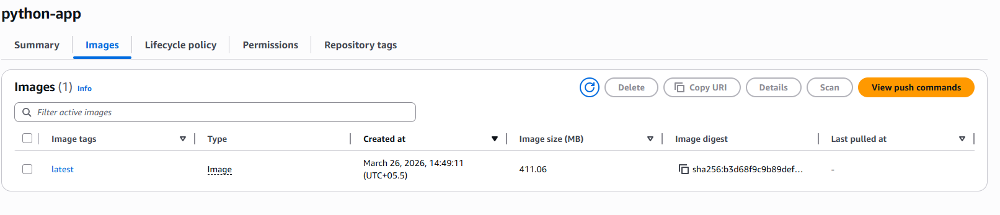 python-app
Summary
Images
Lifecycle policy
Permissions
Repository tags
Images (1) Info
Delete
Copy URI
Details
Scan
View push commands
Filter active images
Image tags
Type
Created at
Image size (MB)
Image digest
Last pulled at
latest
Image
March 26, 2026, 14:49:11
(UTC+05.5)
411.06
sha256:b3d68f9c9b89def...
-